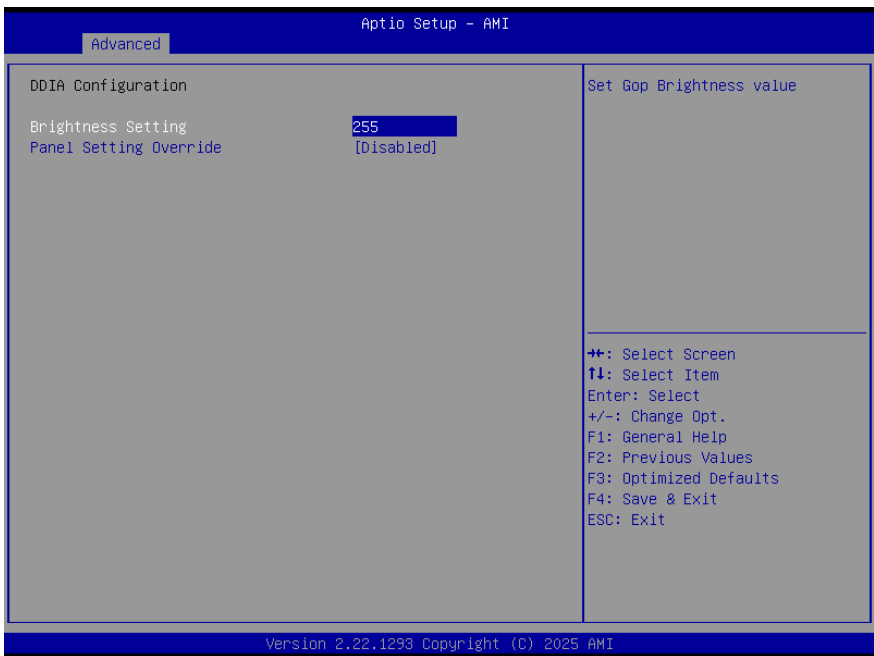 Aptio Setup – AMI
Advanced
DDIA Configuration
Brightness Setting 255
Panel Setting Override [Disabled]
Set Gop Brightness value
→←: Select Screen
↑↓: Select Item
Enter: Select
+/-: Change Opt.
F1: General Help
F2: Previous Values
F3: Optimized Defaults
F4: Save & Exit
ESC: Exit
Version 2.22.1293 Copyright (C) 2025 AMI